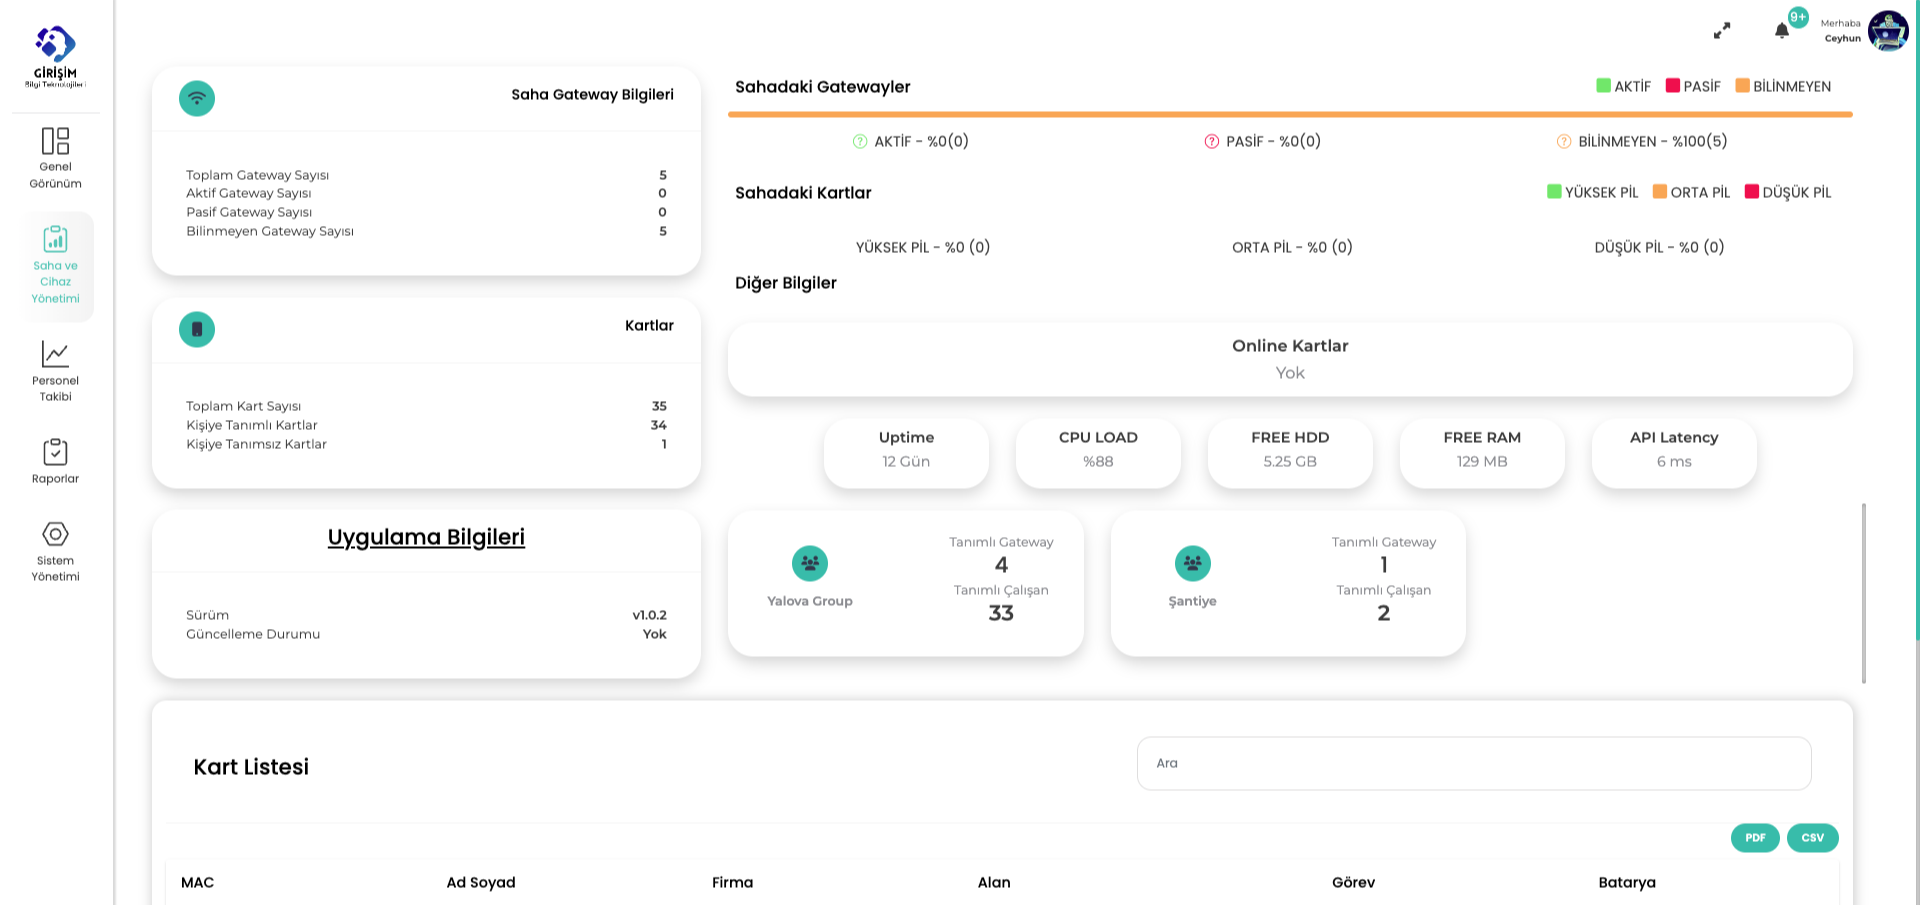 GİRİŞİM
Bilgi Teknolojileri
Genel
Görünüm
Saha ve
Cihaz
Yönetimi
Personel
Takibi
Raporlar
Sistem
Yönetimi
9+
Merhaba
Ceyhun
Saha Gateway Bilgileri
Toplam Gateway Sayısı 5
Aktif Gateway Sayısı 0
Pasif Gateway Sayısı 0
Bilinmeyen Gateway Sayısı 5
Kartlar
Toplam Kart Sayısı 35
Kişiye Tanımlı Kartlar 34
Kişiye Tanımsız Kartlar 1
Uygulama Bilgileri
Sürüm v1.0.2
Güncelleme Durumu Yok
Sahadaki Gatewayler AKTİF PASİF BİLİNMEYEN
AKTİF - %0(0) PASİF - %0(0) BİLİNMEYEN - %100(5)
Sahadaki Kartlar YÜKSEK PİL ORTA PİL DÜŞÜK PİL
YÜKSEK PİL - %0 (0) ORTA PİL - %0 (0) DÜŞÜK PİL - %0 (0)
Diğer Bilgiler
Online Kartlar
Yok
Uptime
12 Gün
CPU LOAD
%88
FREE HDD
5.25 GB
FREE RAM
129 MB
API Latency
6 ms
Yalova Group
Tanımlı Gateway
4
Tanımlı Çalışan
33
Şantiye
Tanımlı Gateway
1
Tanımlı Çalışan
2
Kart Listesi
Ara
PDF CSV
MAC Ad Soyad Firma Alan Görev Batarya